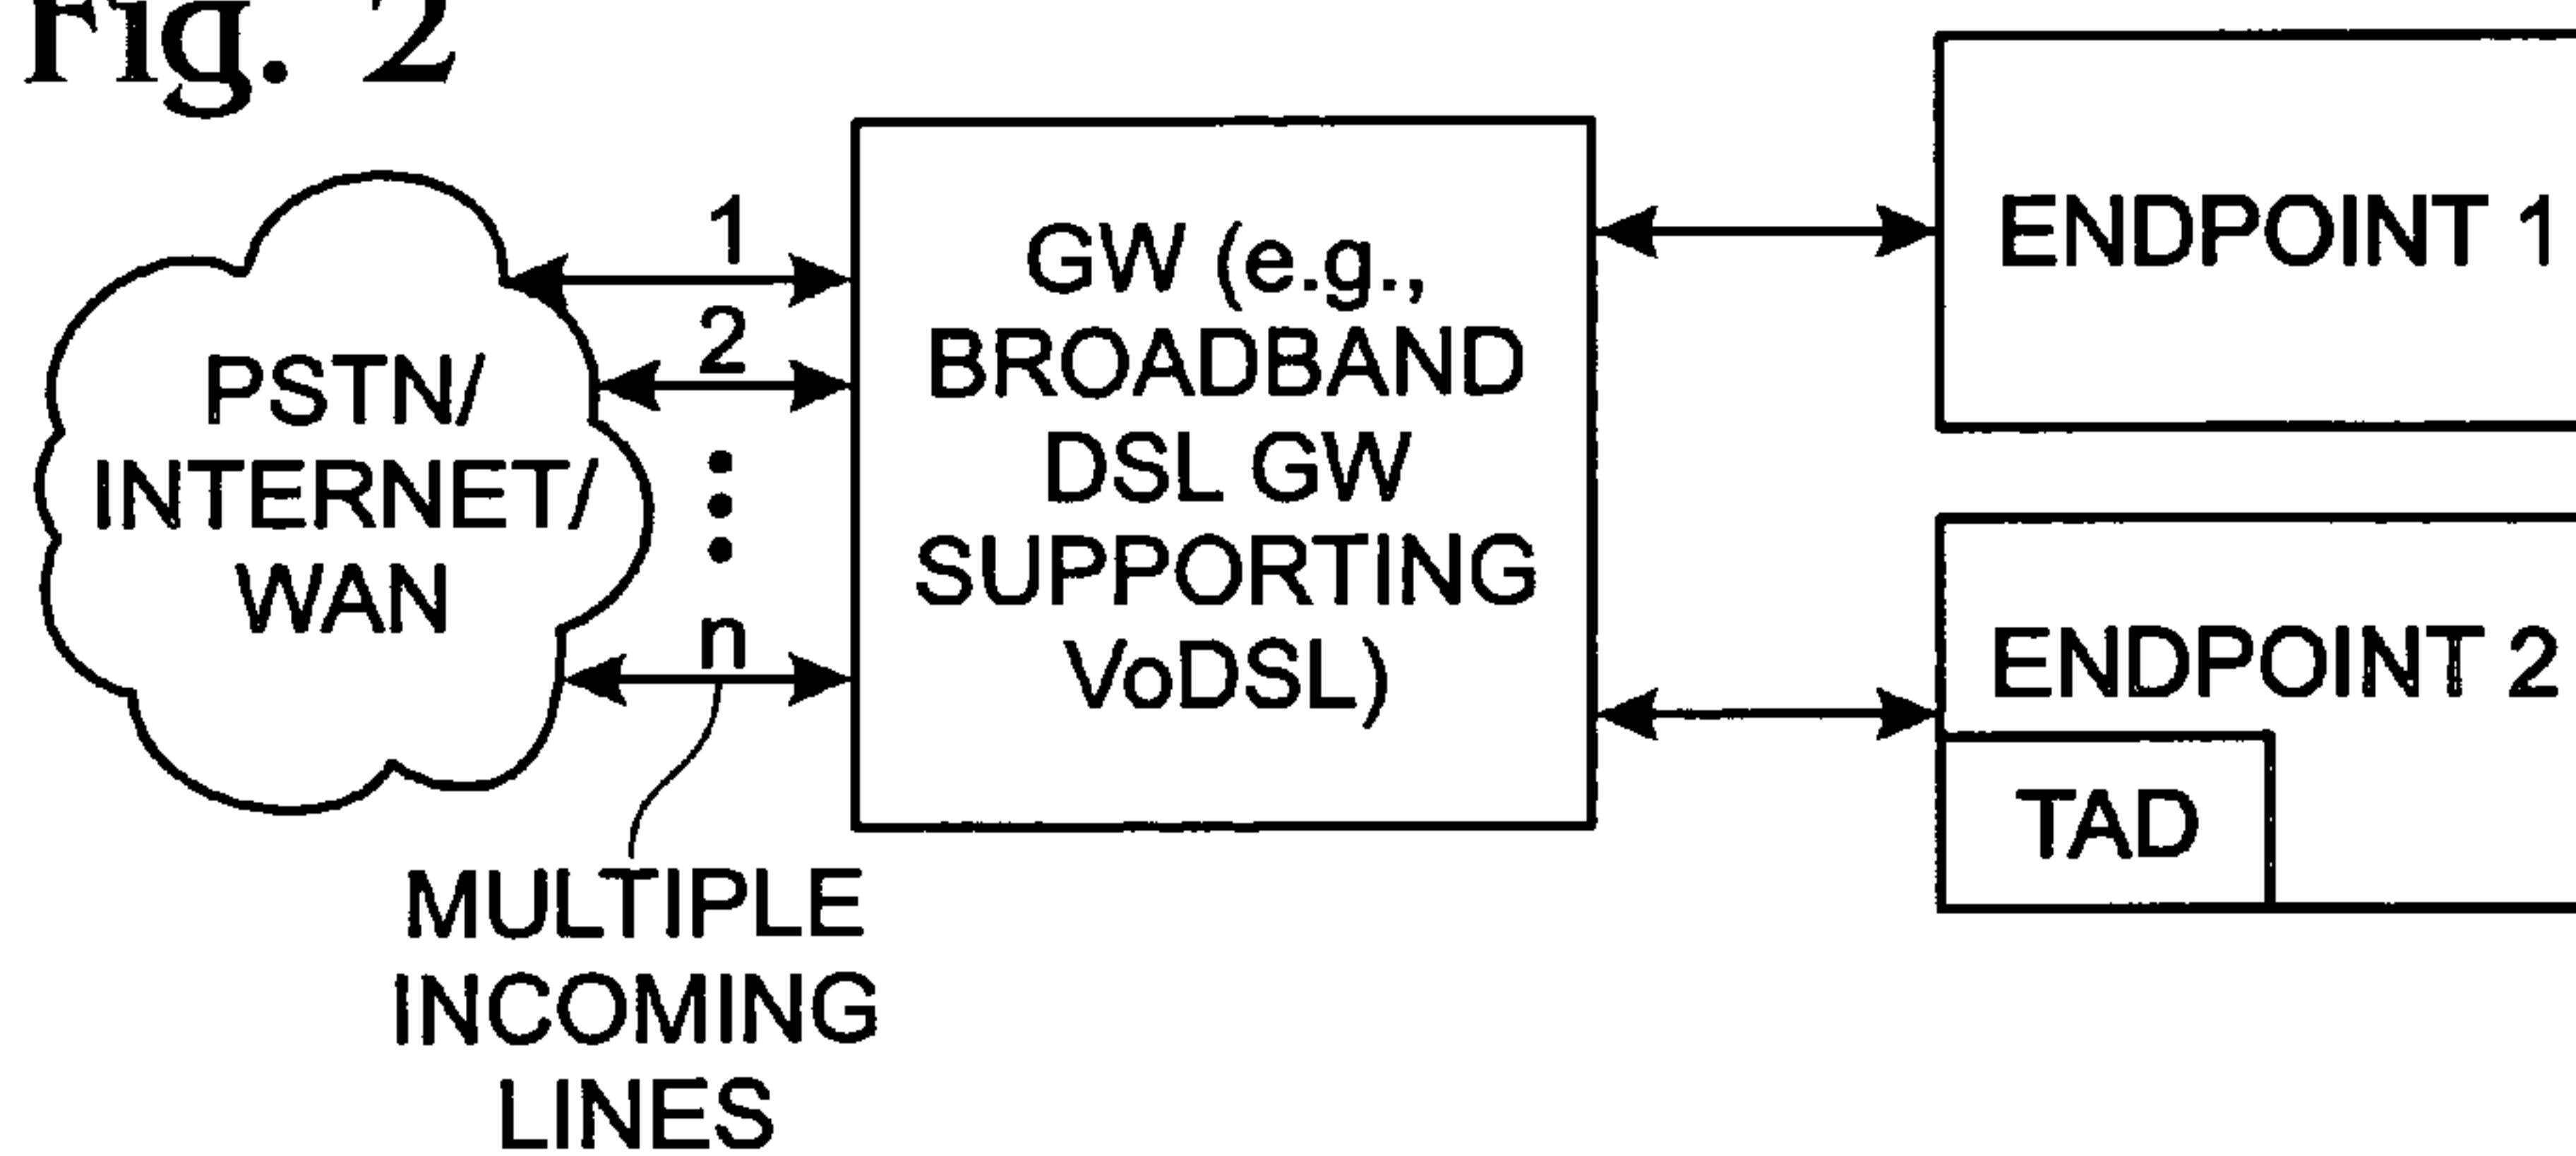 Fig. 2
PSTN/
INTERNET/
WAN
1
2
n
MULTIPLE
INCOMING
LINES
GW (e.g.,
BROADBAND
DSL GW
SUPPORTING
VoDSL)
ENDPOINT 1
ENDPOINT 2
TAD